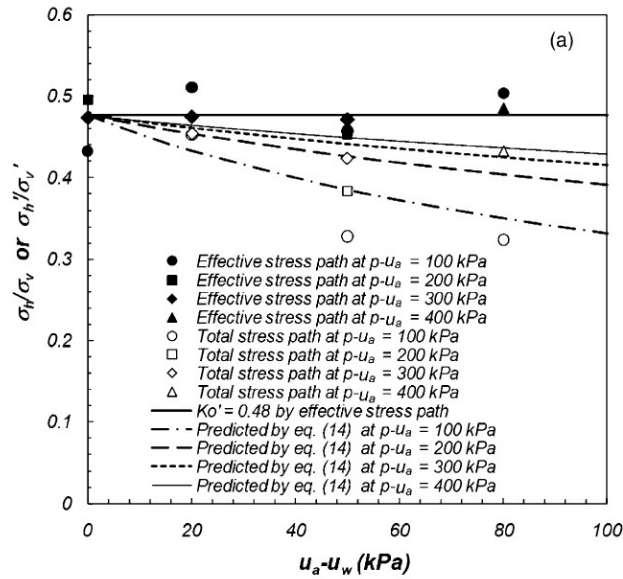 0.6
(a)
0.5
0.4
0.3
0.2
0.1
0
σh/σv or σh'/σv'
Effective stress path at p-ua = 100 kPa
Effective stress path at p-ua = 200 kPa
Effective stress path at p-ua = 300 kPa
Effective stress path at p-ua = 400 kPa
Total stress path at p-ua = 100 kPa
Total stress path at p-ua = 200 kPa
Total stress path at p-ua = 300 kPa
Total stress path at p-ua = 400 kPa
Ko' = 0.48 by effective stress path
Predicted by eq. (14) at p-ua = 100 kPa
Predicted by eq. (14) at p-ua = 200 kPa
Predicted by eq. (14) at p-ua = 300 kPa
Predicted by eq. (14) at p-ua = 400 kPa
0 20 40 60 80 100
ua-uw (kPa)